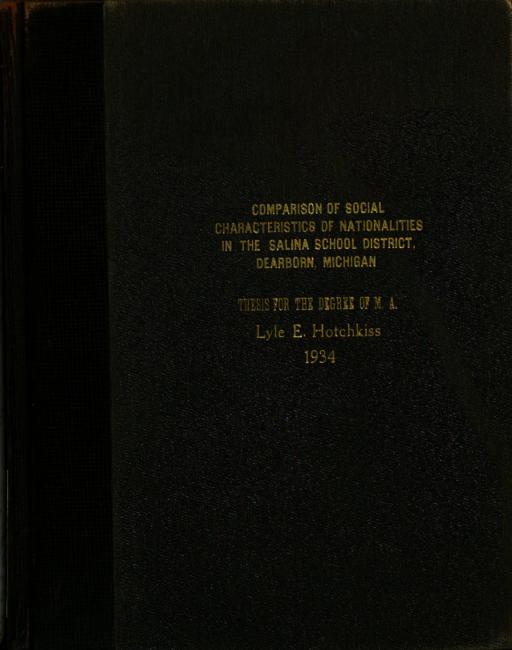 COMPARISON OF SOCIAL
CHARACTERISTICS OF NATIONALITIES
IN THE SALINA SCHOOL DISTRICT,
DEARBORN, MICHIGAN
THESIS FOR THE DEGREE OF M. A.
Lyle E. Hotchkiss
1934